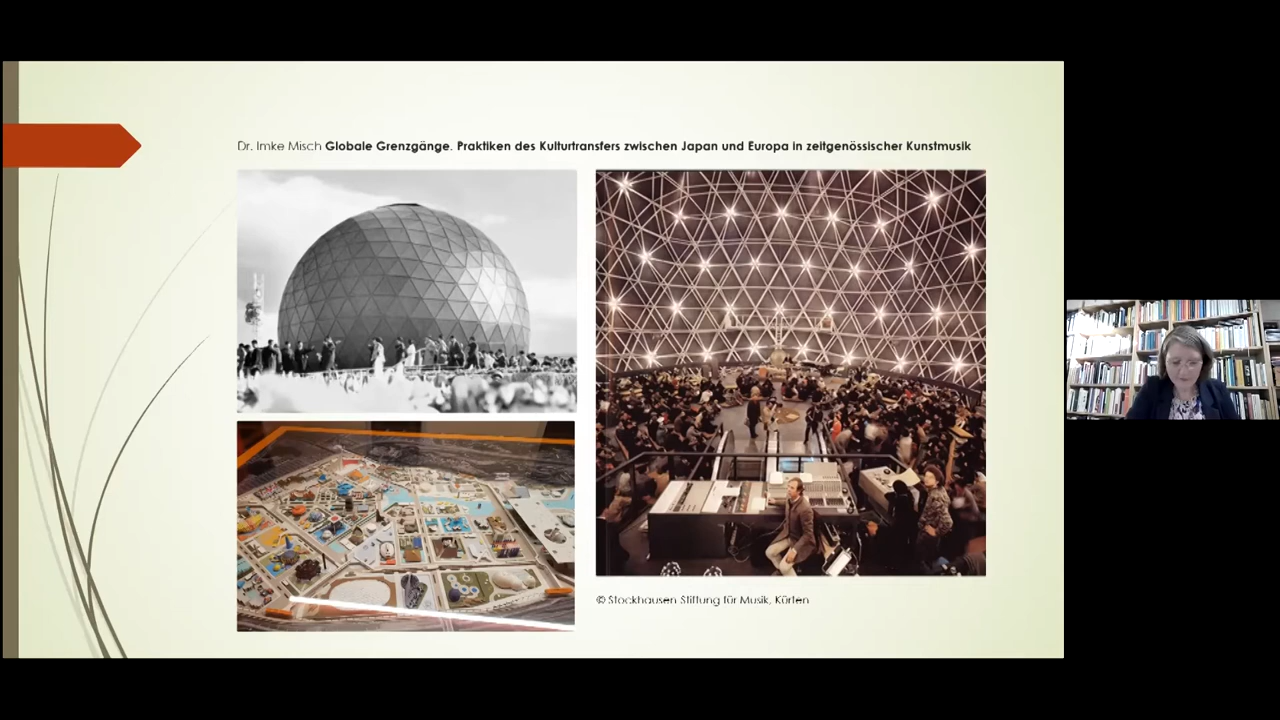 Dr. Imke Misch Globale Grenzgänge. Praktiken des Kulturtransfers zwischen Japan und Europa in zeitgenössischer Kunstmusik
© Stockhausen Stiftung für Musik, Kürten